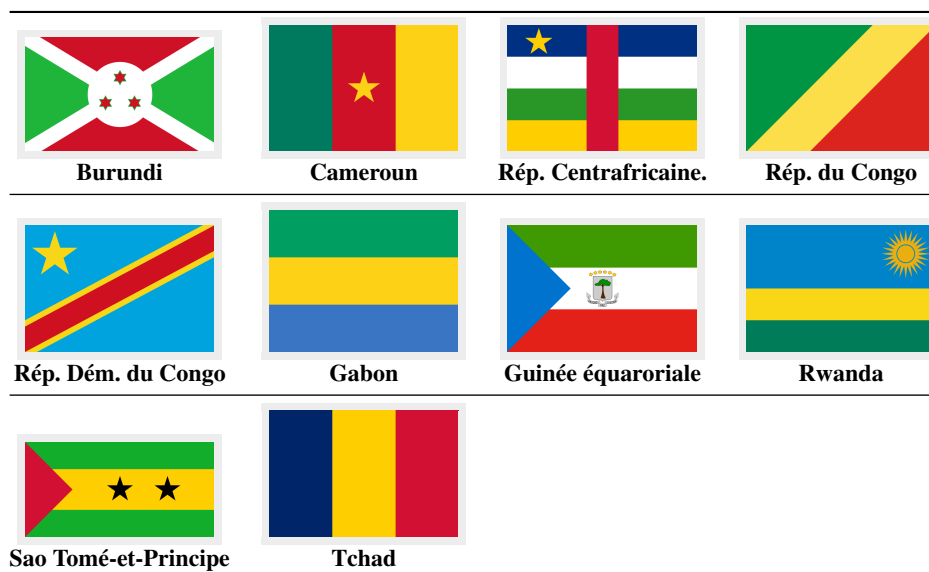 Burundi
Cameroun
Rép. Centrafricaine.
Rép. du Congo
Rép. Dém. du Congo
Gabon
Guinée équaroriale
Rwanda
Sao Tomé-et-Principe
Tchad